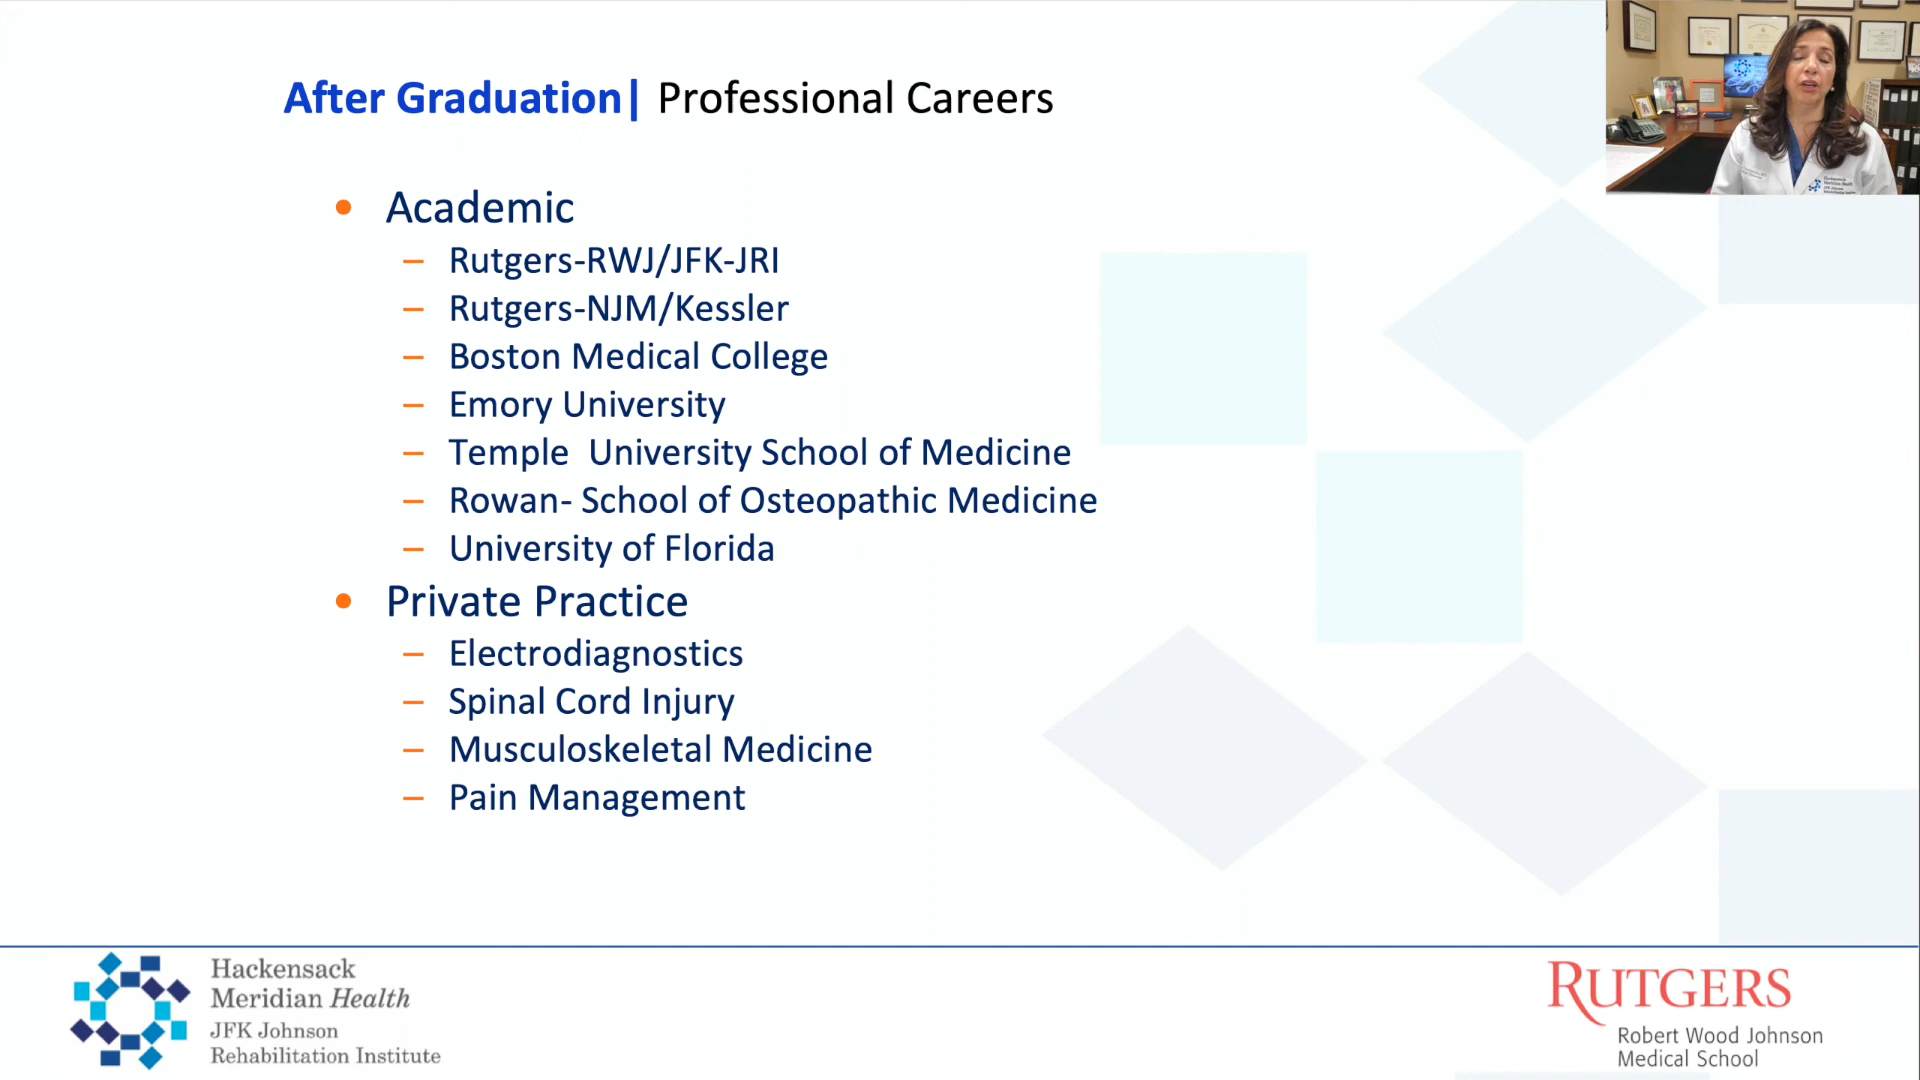 After Graduation| Professional Careers
• Academic
– Rutgers-RWJ/JFK-JRI
– Rutgers-NJM/Kessler
– Boston Medical College
– Emory University
– Temple  University School of Medicine
– Rowan- School of Osteopathic Medicine
– University of Florida
• Private Practice
– Electrodiagnostics
– Spinal Cord Injury
– Musculoskeletal Medicine
– Pain Management
Hackensack
Meridian Health
JFK Johnson
Rehabilitation Institute
RUTGERS
Robert Wood Johnson
Medical School